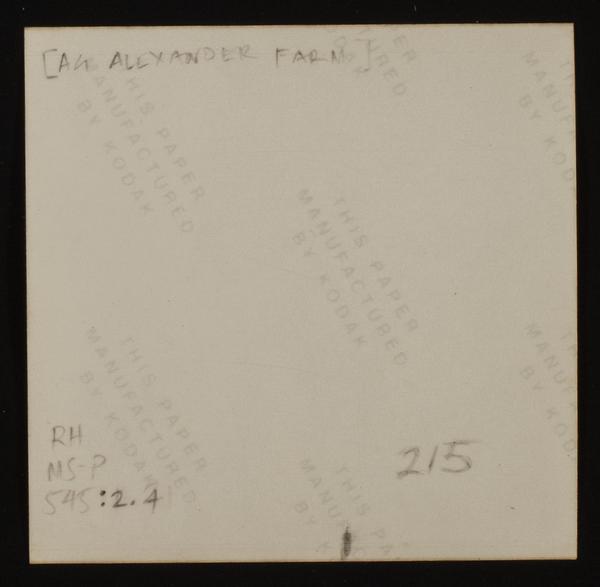 [AG ALEXANDER FARM]
THIS PAPER
MANUFACTURED
BY KODAK
THIS PAPER
MANUFACTURED
BY KODAK
THIS PAPER
MANUFACTURED
BY KODAK
RH
MS-P
545:2.4
215